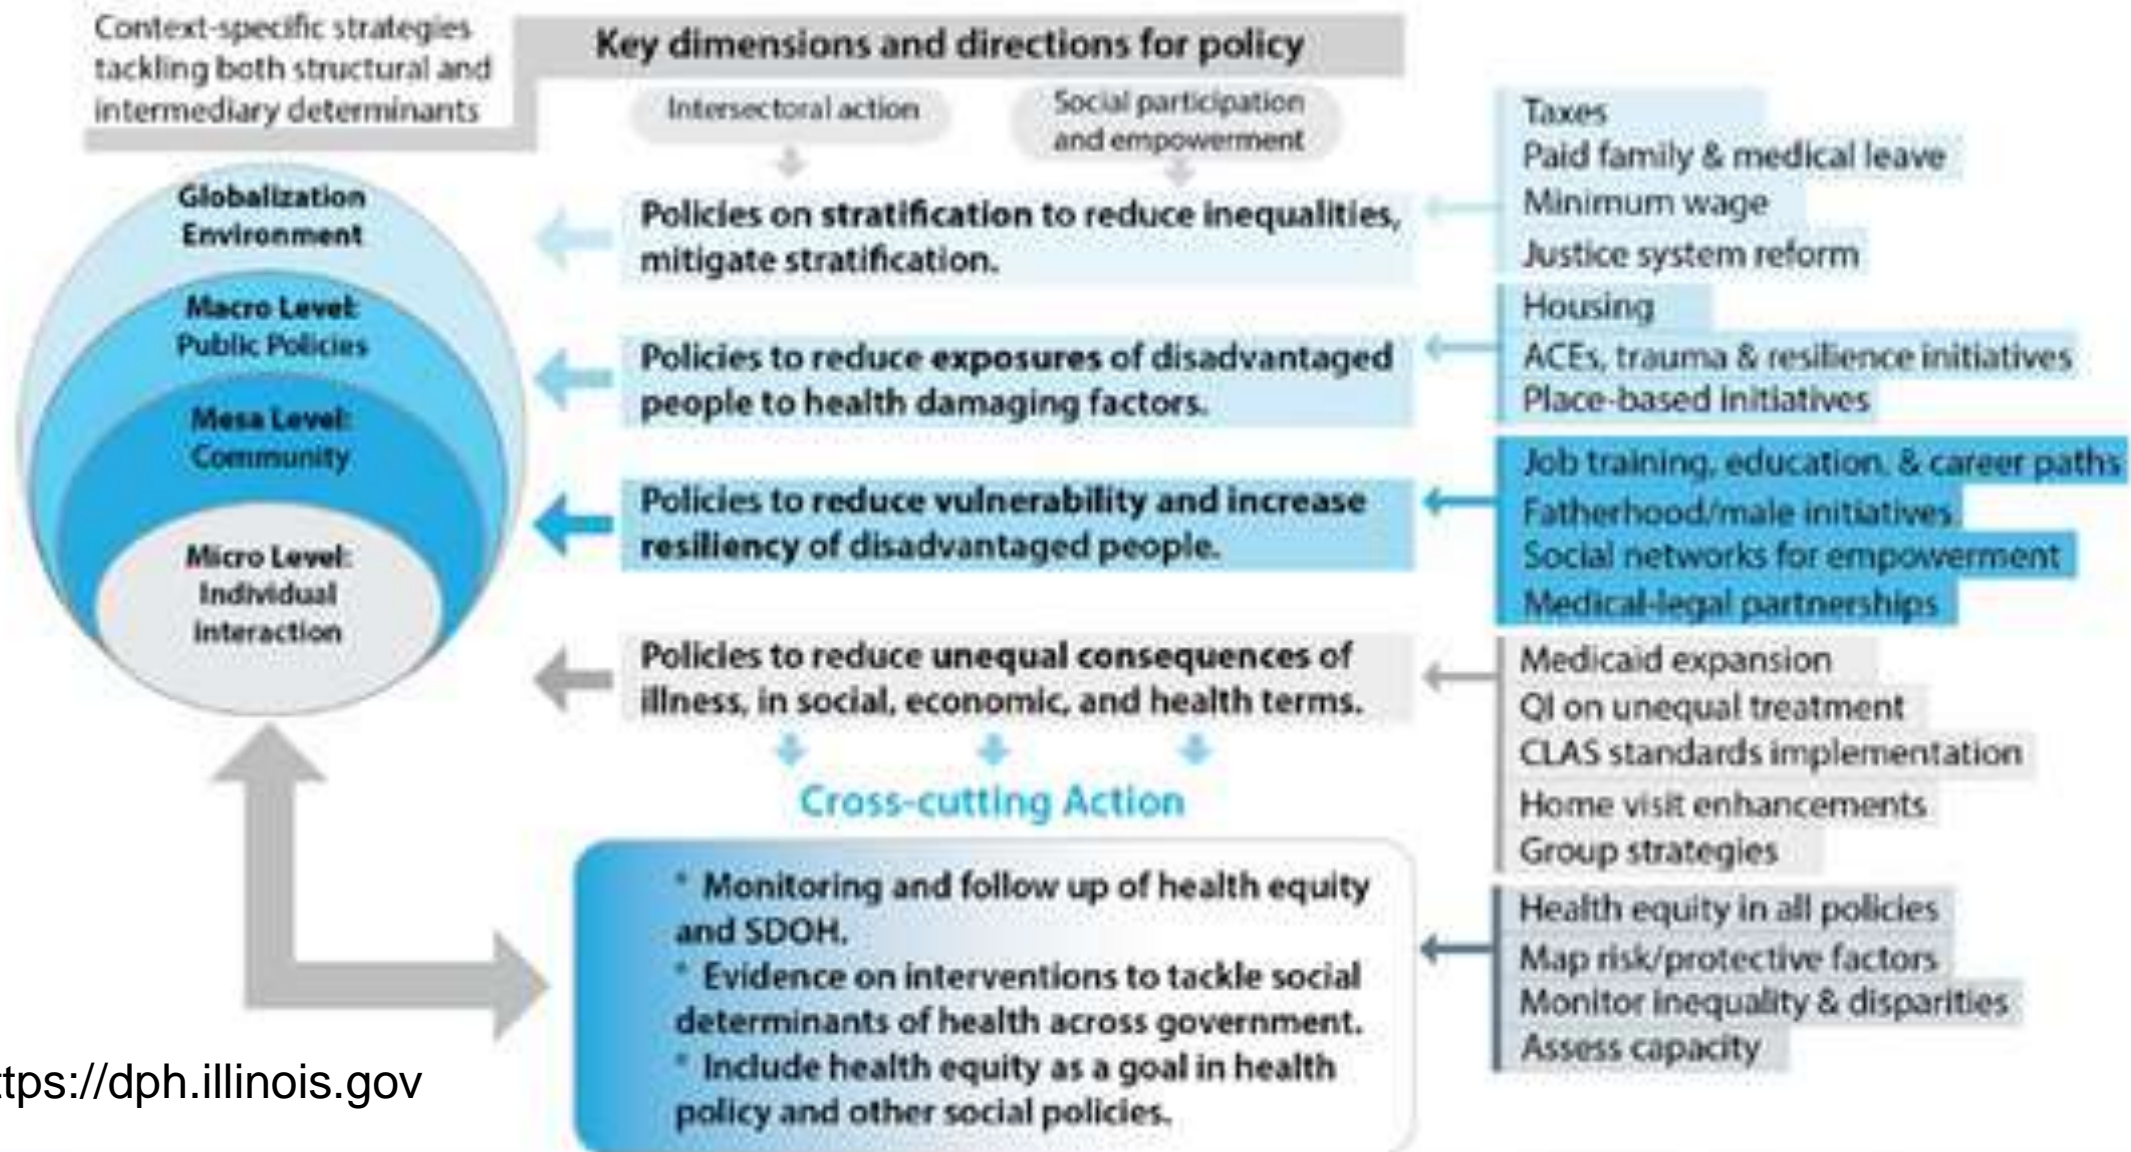 Context-specific strategies
tackling both structural and
intermediary determinants
Key dimensions and directions for policy
Intersectoral action
Social participation
and empowerment
Globalization
Environment
Macro Level:
Public Policies
Mesa Level:
Community
Micro Level:
Individual
interaction
Policies on stratification to reduce inequalities,
mitigate stratification.
Policies to reduce exposures of disadvantaged
people to health damaging factors.
Policies to reduce vulnerability and increase
resiliency of disadvantaged people.
Policies to reduce unequal consequences of
illness, in social, economic, and health terms.
Cross-cutting Action
* Monitoring and follow up of health equity
and SDOH.
* Evidence on interventions to tackle social
determinants of health across government.
* Include health equity as a goal in health
policy and other social policies.
Taxes
Paid family & medical leave
Minimum wage
Justice system reform
Housing
ACEs, trauma & resilience initiatives
Place-based initiatives
Job training, education, & career paths
Fatherhood/male initiatives
Social networks for empowerment
Medical-legal partnerships
Medicaid expansion
QI on unequal treatment
CLAS standards implementation
Home visit enhancements
Group strategies
Health equity in all policies
Map risk/protective factors
Monitor inequality & disparities
Assess capacity
ttps://dph.illinois.gov